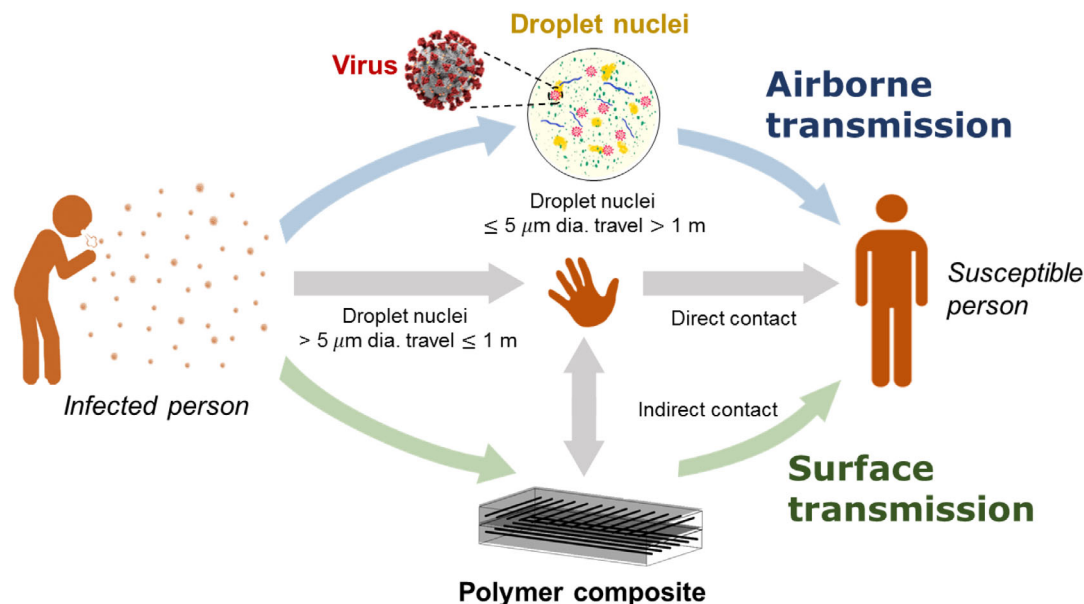 Droplet nuclei
Virus
Airborne
transmission
Droplet nuclei
≤ 5 μm dia. travel > 1 m
Susceptible
person
Droplet nuclei
> 5 μm dia. travel ≤ 1 m
Direct contact
Infected person
Indirect contact
Surface
transmission
Polymer composite